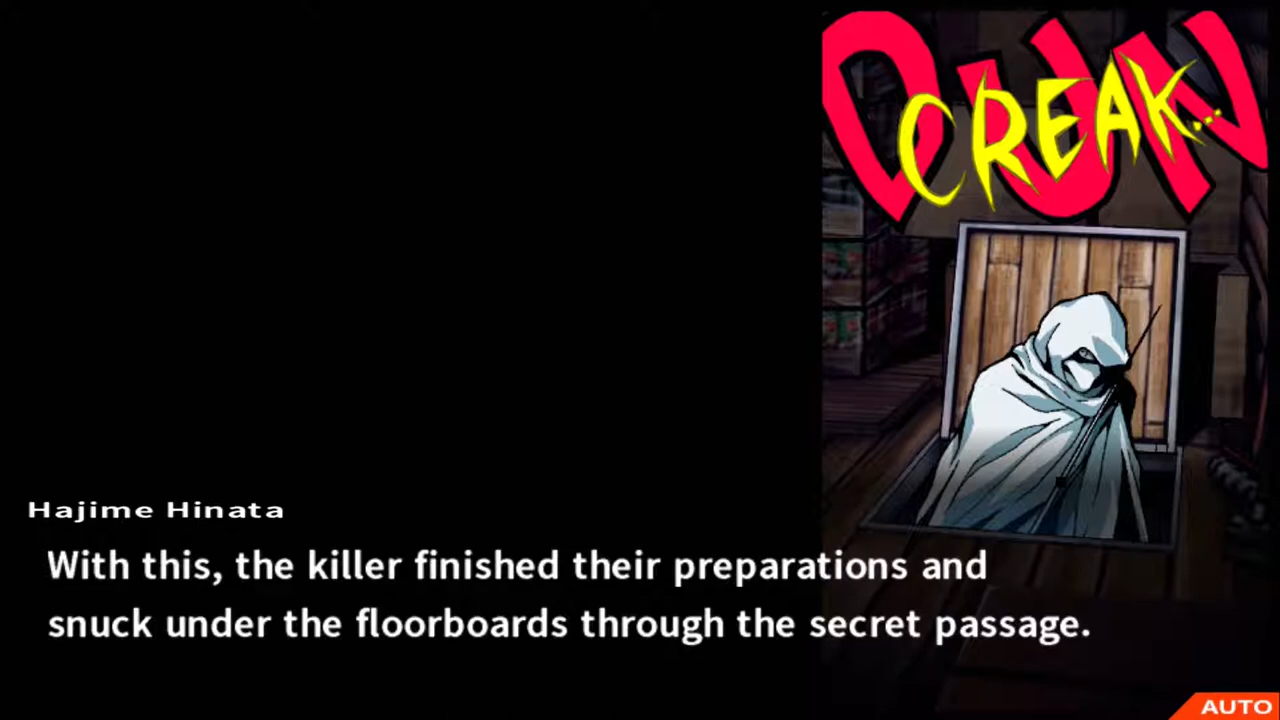 DUN
CREAK...
Hajime Hinata
With this, the killer finished their preparations and
snuck under the floorboards through the secret passage.
AUTO